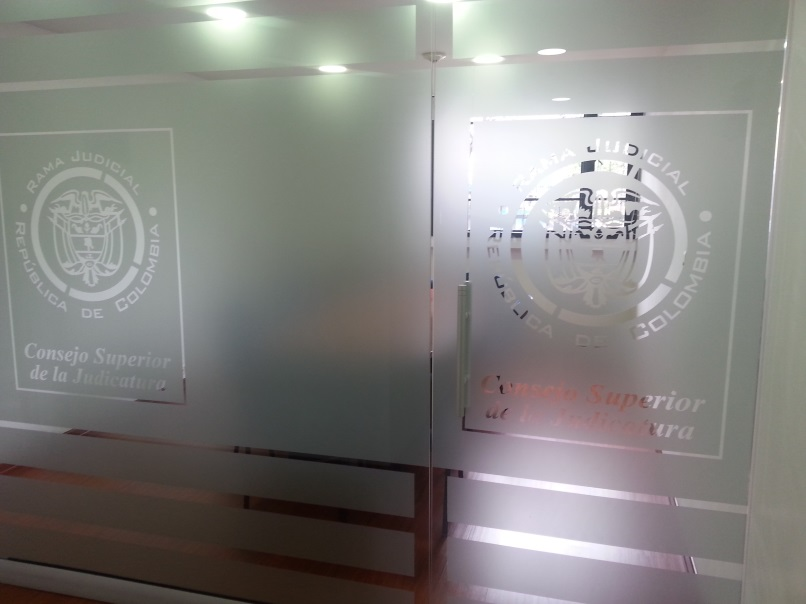 RAMA JUDICIAL
REPÚBLICA DE COLOMBIA
Consejo Superior
de la Judicatura
RAMA JUDICIAL
REPÚBLICA DE COLOMBIA
Consejo Superior
de la Judicatura